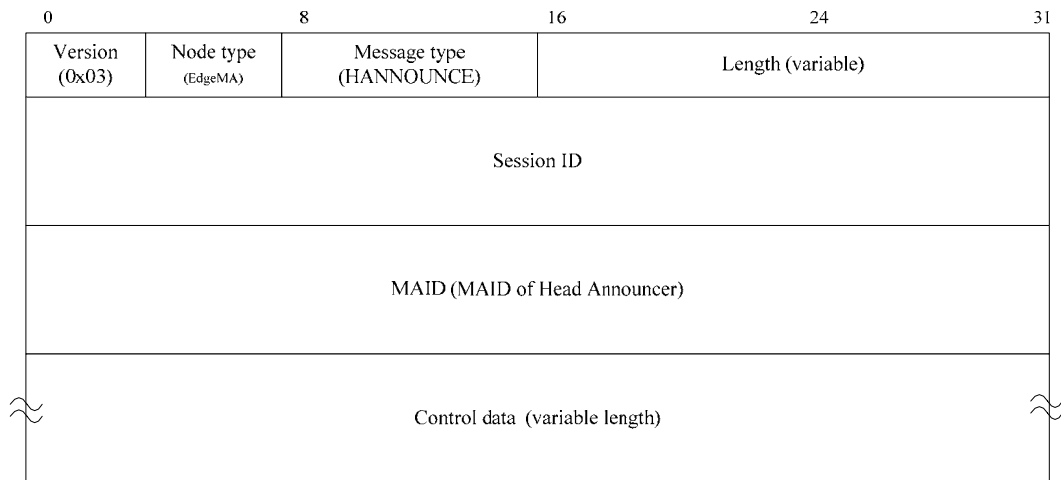 0 8 16 24 31
Version
(0x03)
Node type
(EdgeMA)
Message type
(HANNOUNCE)
Length (variable)
Session ID
MAID (MAID of Head Announcer)
Control data (variable length)